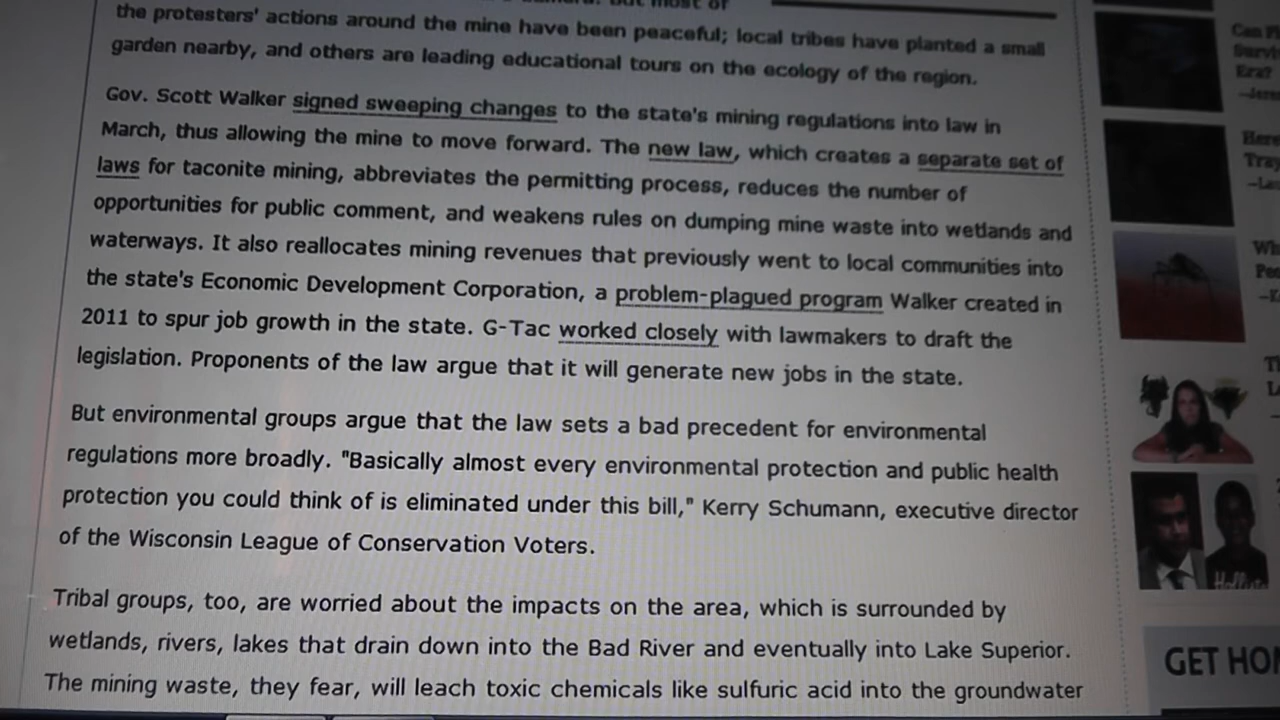 most of
the protesters' actions around the mine have been peaceful; local tribes have planted a small
garden nearby, and others are leading educational tours on the ecology of the region.
Gov. Scott Walker signed sweeping changes to the state's mining regulations into law in
March, thus allowing the mine to move forward. The new law, which creates a separate set of
laws for taconite mining, abbreviates the permitting process, reduces the number of
opportunities for public comment, and weakens rules on dumping mine waste into wetlands and
waterways. It also reallocates mining revenues that previously went to local communities into
the state's Economic Development Corporation, a problem-plagued program Walker created in
2011 to spur job growth in the state. G-Tac worked closely with lawmakers to draft the
legislation. Proponents of the law argue that it will generate new jobs in the state.
But environmental groups argue that the law sets a bad precedent for environmental
regulations more broadly. "Basically almost every environmental protection and public health
protection you could think of is eliminated under this bill," Kerry Schumann, executive director
of the Wisconsin League of Conservation Voters.
Tribal groups, too, are worried about the impacts on the area, which is surrounded by
wetlands, rivers, lakes that drain down into the Bad River and eventually into Lake Superior.
The mining waste, they fear, will leach toxic chemicals like sulfuric acid into the groundwater
Can
Era?
Here
GET